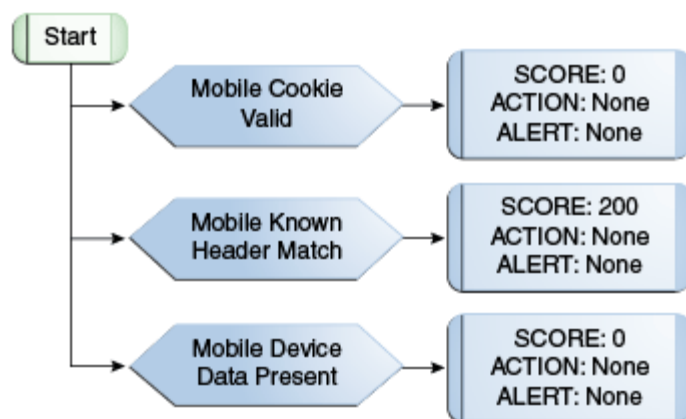 Start
Mobile Cookie
Valid
SCORE: 0
ACTION: None
ALERT: None
Mobile Known
Header Match
SCORE: 200
ACTION: None
ALERT: None
Mobile Device
Data Present
SCORE: 0
ACTION: None
ALERT: None